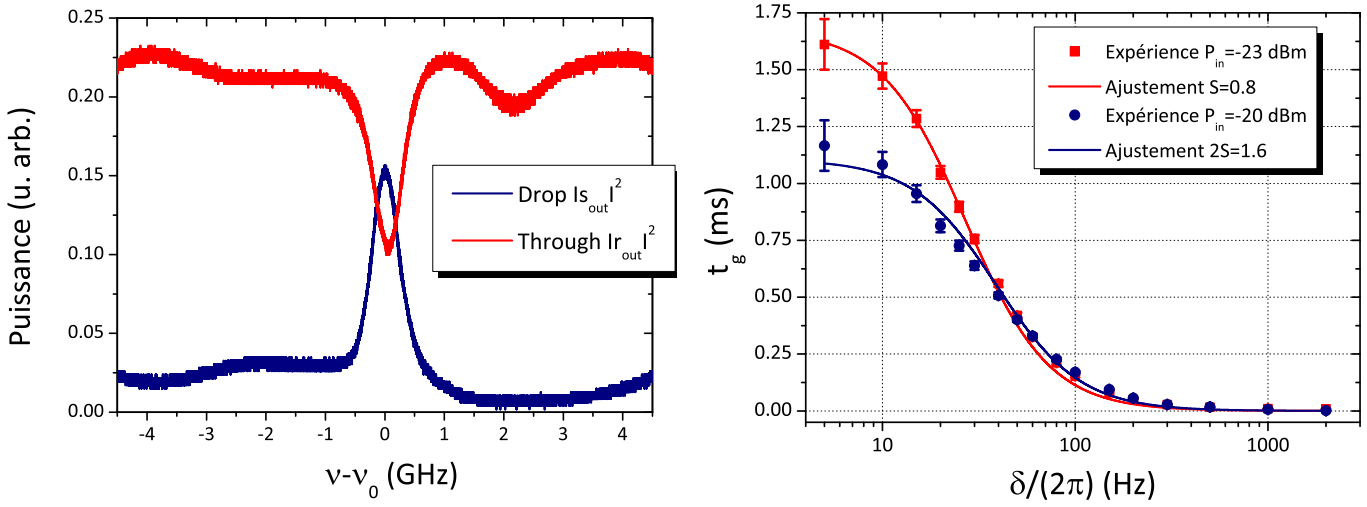 0.25
0.20
0.15
0.10
0.05
0.00
Puissance (u. arb.)
-4 -3 -2 -1 0 1 2 3 4
ν-ν0 (GHz)
Drop Is_out I^2
Through Ir_out I^2
1.75
1.50
1.25
1.00
0.75
0.50
0.25
0.00
t_g (ms)
10 100 1000
δ/(2π) (Hz)
Expérience P_in=-23 dBm
Ajustement S=0.8
Expérience P_in=-20 dBm
Ajustement 2S=1.6